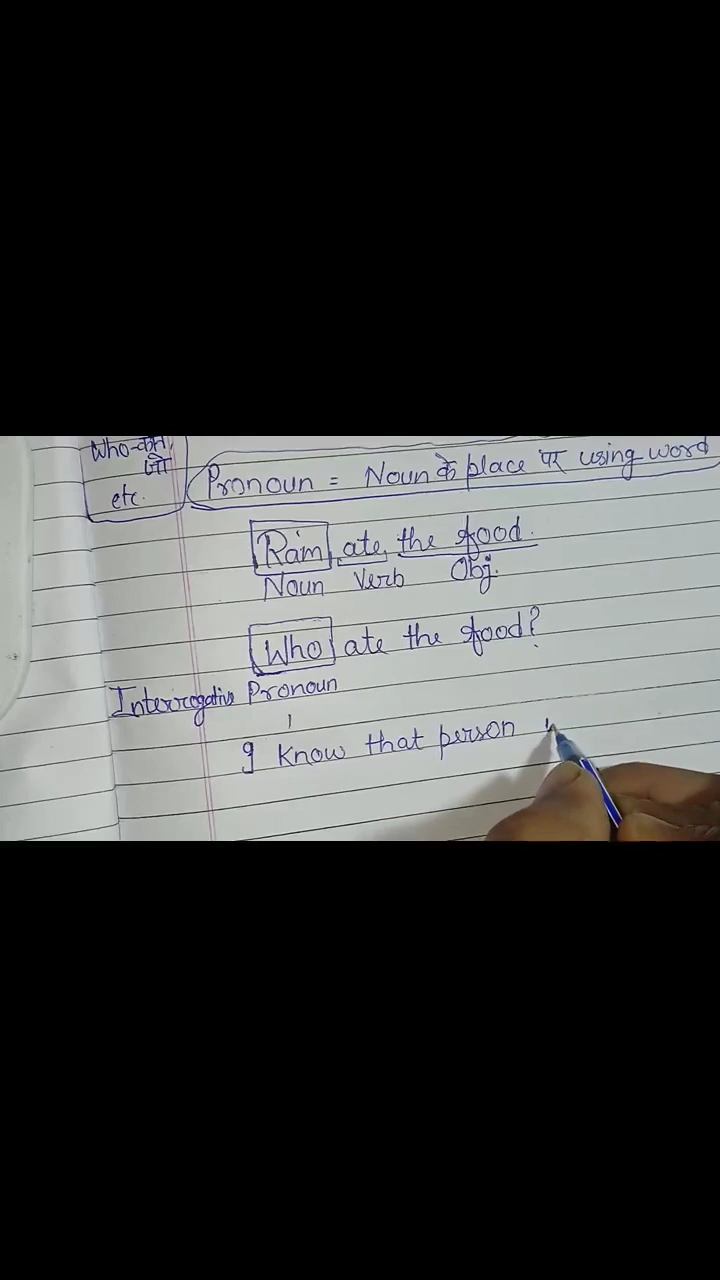 Who-कौन,
जो
etc.
Pronoun = Noun के place पर using word
Ram ate the food.
Noun Verb Obj.
Who ate the food?
Interrogative Pronoun
I know that person